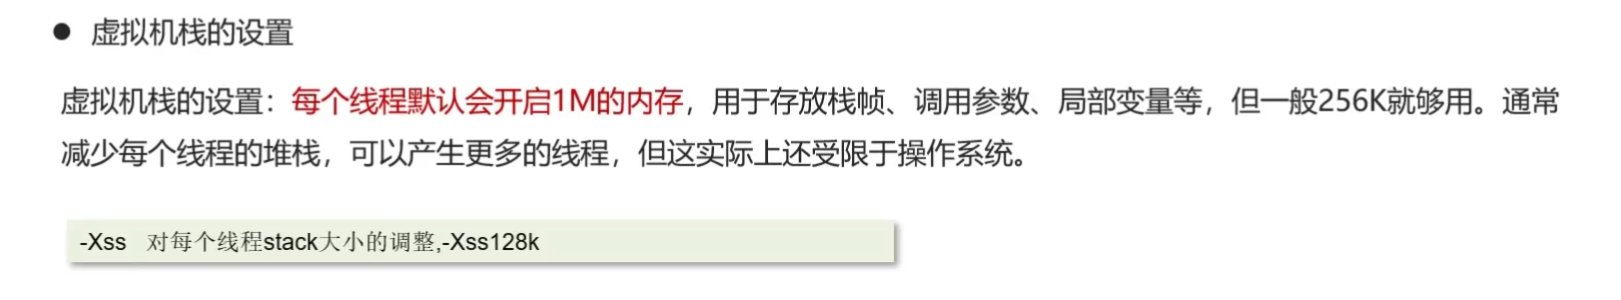 ● 虚拟机栈的设置
虚拟机栈的设置：每个线程默认会开启1M的内存，用于存放栈帧、调用参数、局部变量等，但一般256K就够用。通常
减少每个线程的堆栈，可以产生更多的线程，但这实际上还受限于操作系统。
-Xss 对每个线程stack大小的调整,-Xss128k